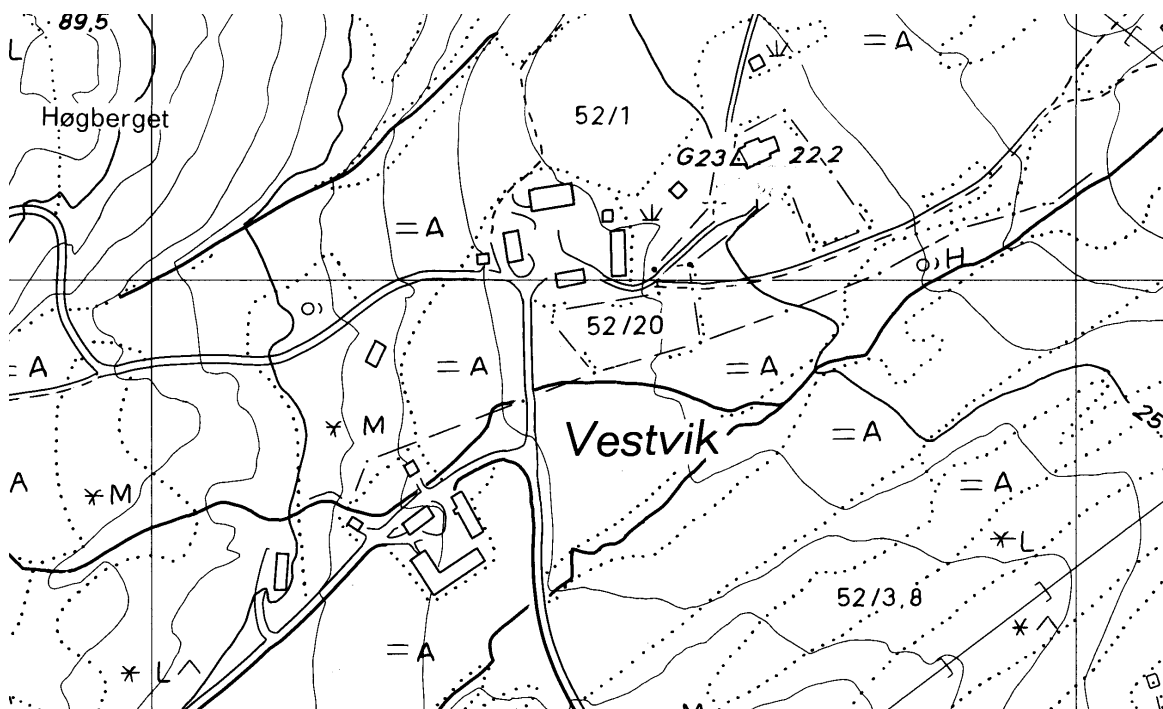 89,5
L
= A
Høgberget
52/1
G23 22.2
= A
H
52/20
= A
= A
= A
M
Vestvik
= A
25
A
M
= A
L
52/3,8
= A
L
M